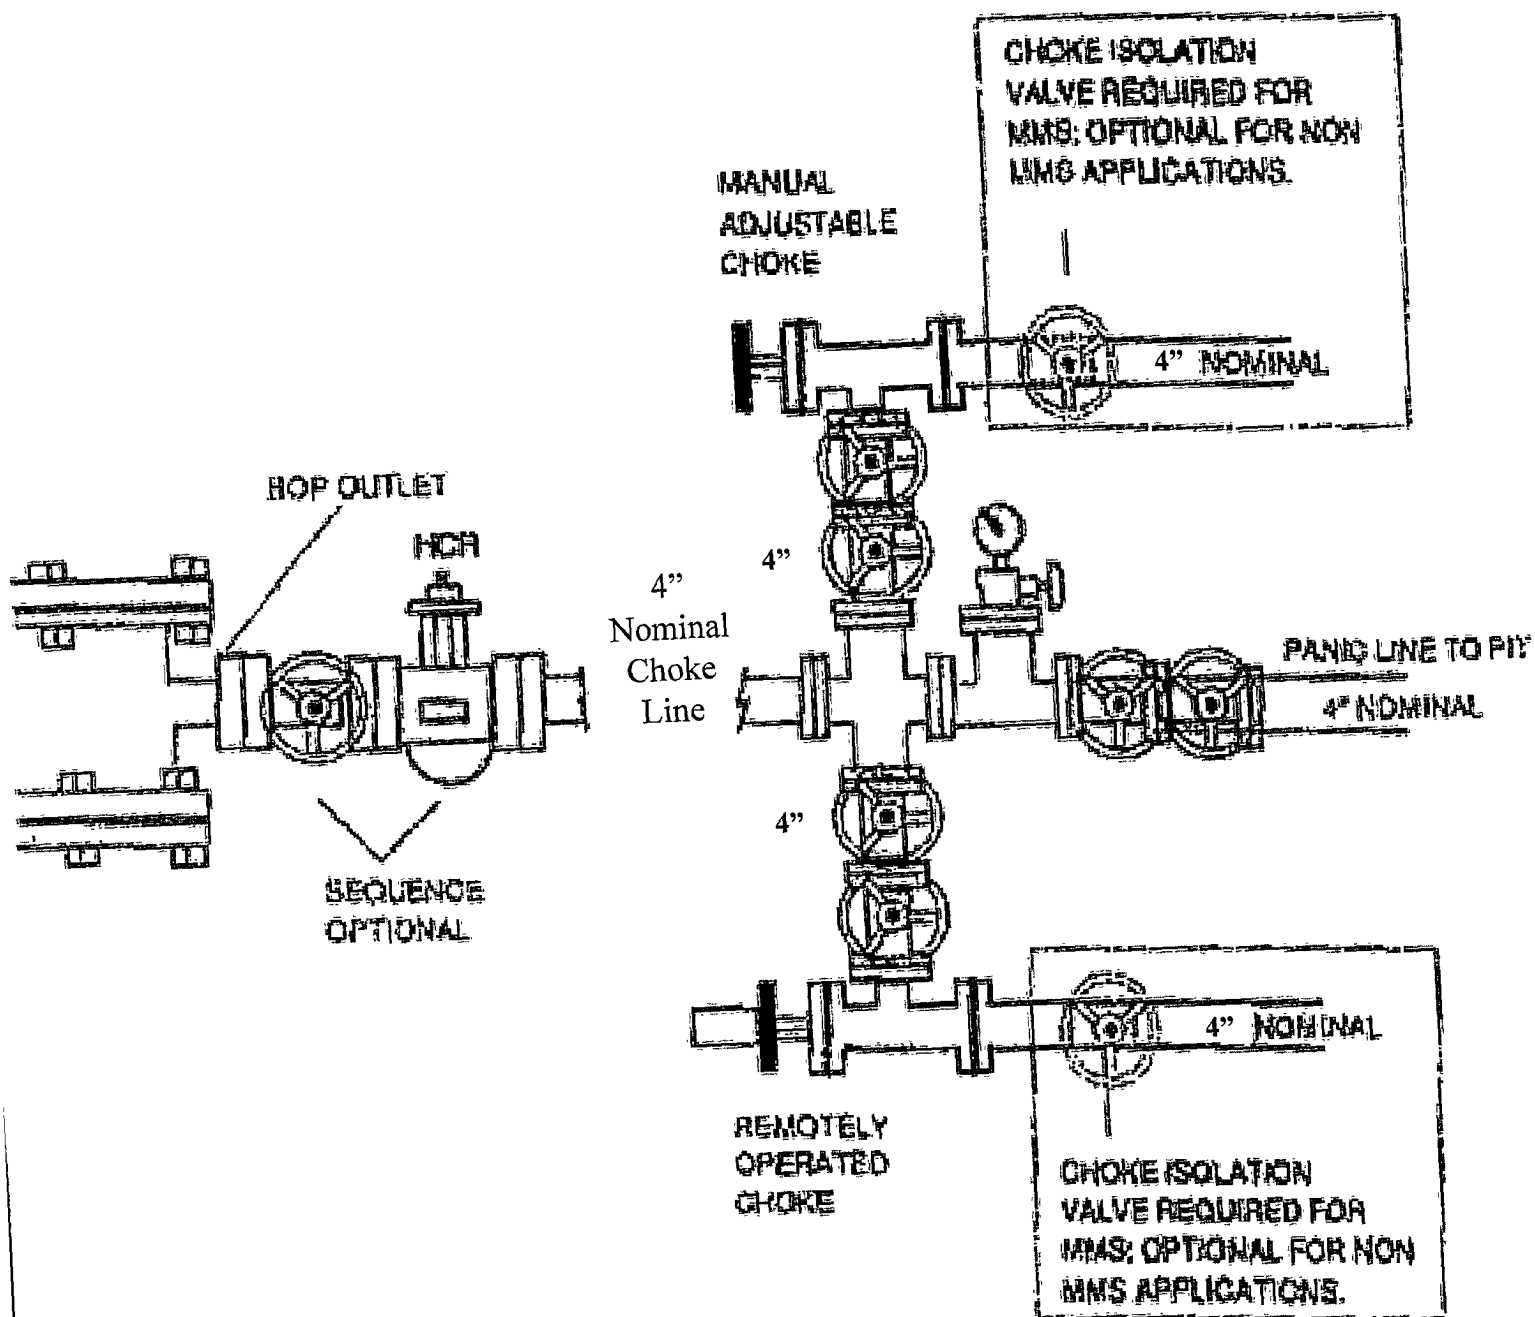 CHOKE ISOLATION
VALVE REQUIRED FOR
MMS; OPTIONAL FOR NON
MMS APPLICATIONS.
MANUAL
ADJUSTABLE
CHOKE
4” NOMINAL
BOP OUTLET
HCR
4”
4”
Nominal
Choke
Line
PANIC LINE TO PIT
4" NOMINAL
4”
SEQUENCE
OPTIONAL
4” NOMINAL
REMOTELY
OPERATED
CHOKE
CHOKE ISOLATION
VALVE REQUIRED FOR
MMS; OPTIONAL FOR NON
MMS APPLICATIONS.